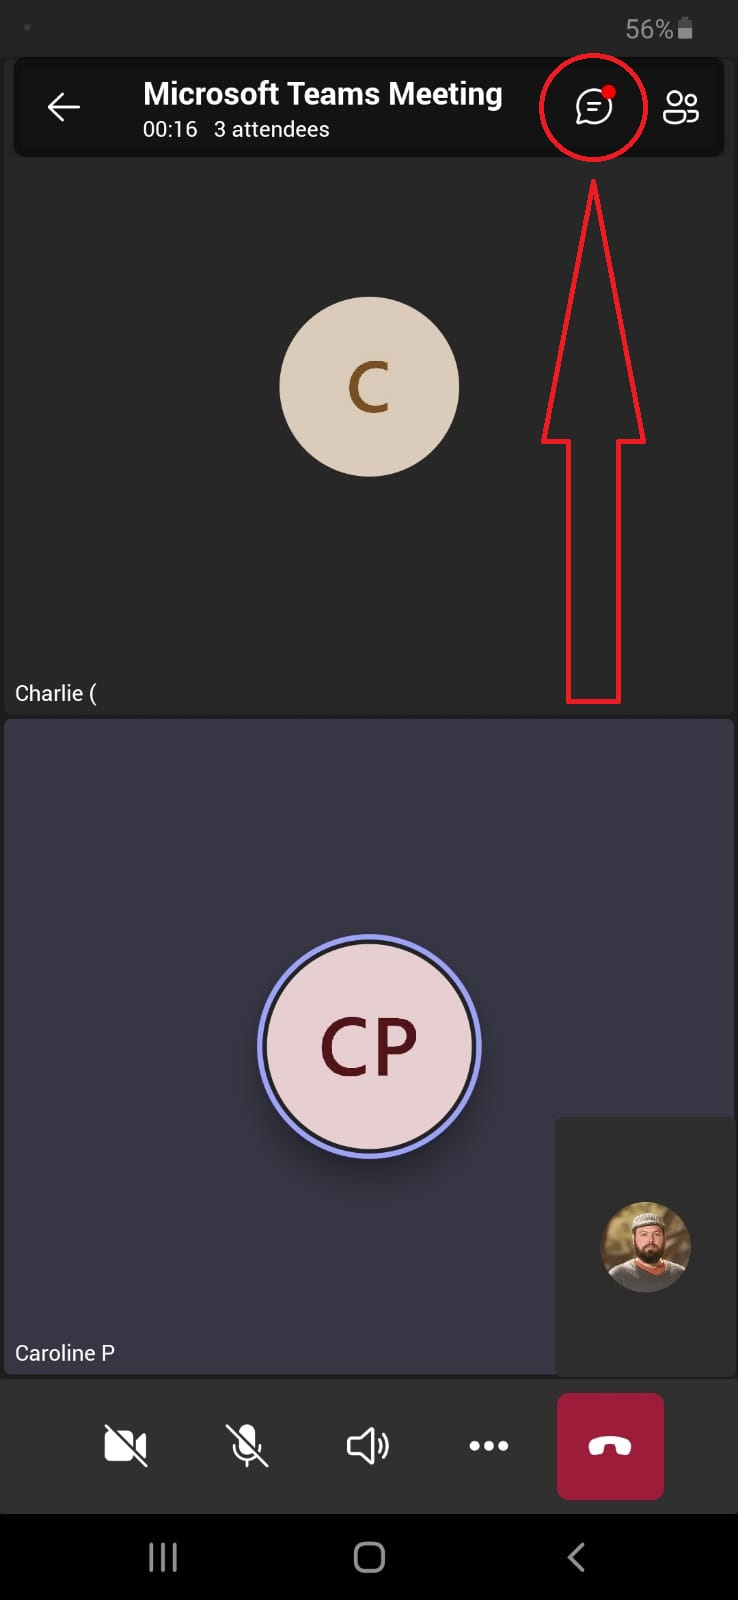 56%
Microsoft Teams Meeting
00:16 3 attendees
C
Charlie (
CP
Caroline P